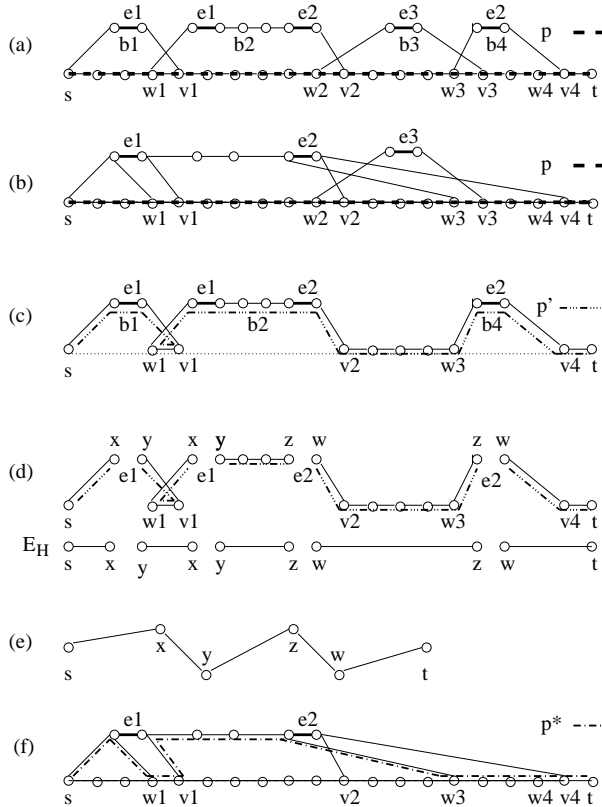 e1 e1 e2 e3 e2
(a) b1 b2 b3 b4 p
s w1 v1 w2 v2 w3 v3 w4 v4 t
e1 e2 e3
(b) p
s w1 v1 w2 v2 w3 v3 w4 v4 t
e1 e1 e2 e2
(c) b1 b2 b4 p'
s w1 v1 v2 w3 v4 t
x y x y z w z w
(d) e1 e1 e2 e2
s w1 v1 v2 w3 v4 t
E_H
s x y x y z w z w t
(e) x z
s y w t
e1 e2 p*
(f)
s w1 v1 v2 w3 w4 v4 t